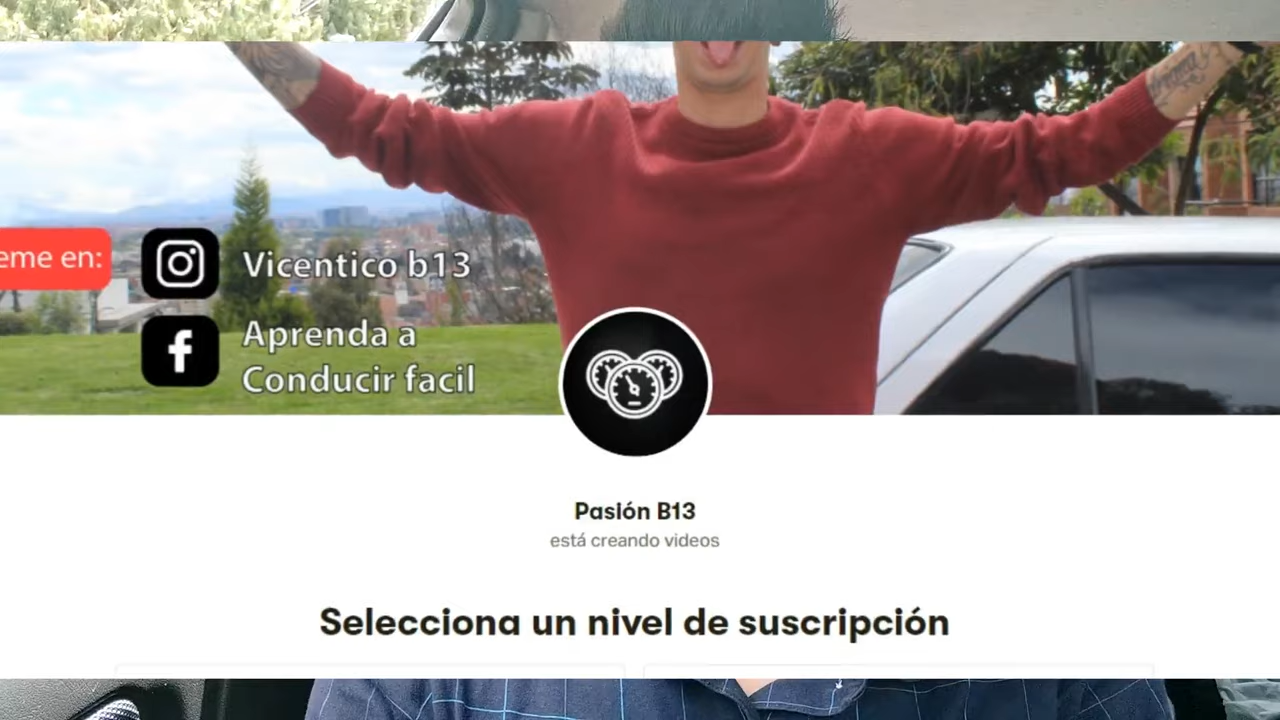 eme en:
Vicentico b13
Aprenda a
Conducir facil
Pasión B13
está creando videos
Selecciona un nivel de suscripción